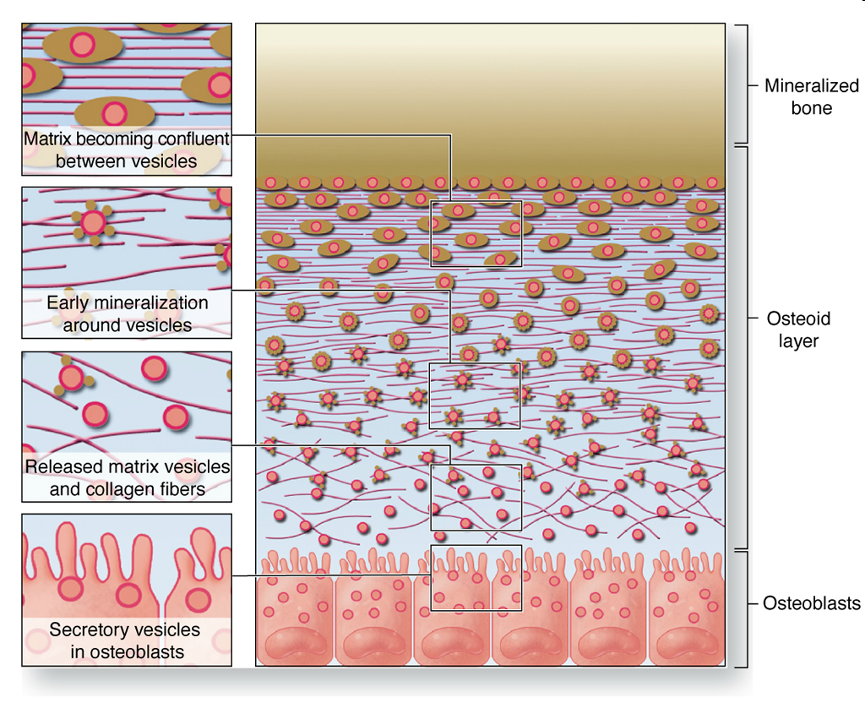 Matrix becoming confluent
between vesicles
Early mineralization
around vesicles
Released matrix vesicles
and collagen fibers
Secretory vesicles
in osteoblasts
Mineralized
bone
Osteoid
layer
Osteoblasts